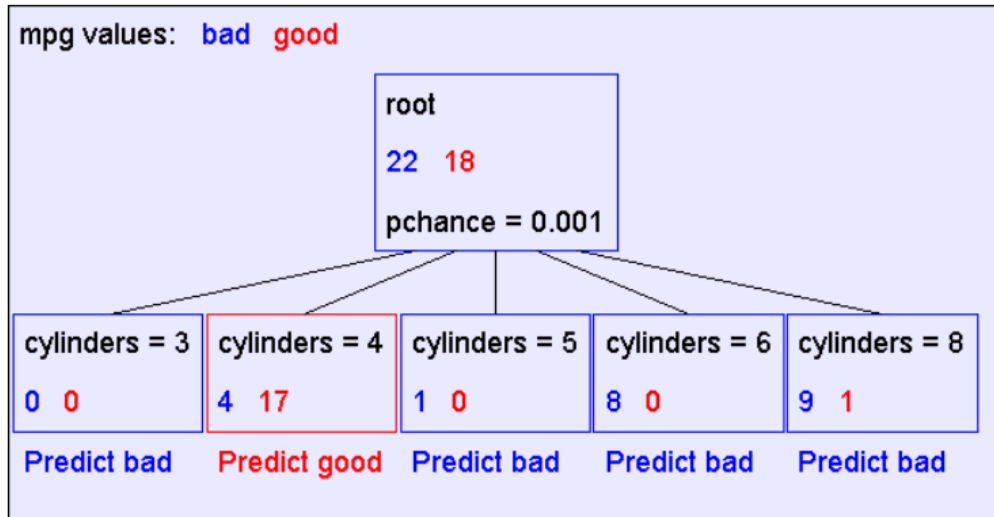 mpg values: bad good
root
22 18
pchance = 0.001
cylinders = 3 cylinders = 4 cylinders = 5 cylinders = 6 cylinders = 8
0 0 4 17 1 0 8 0 9 1
Predict bad Predict good Predict bad Predict bad Predict bad